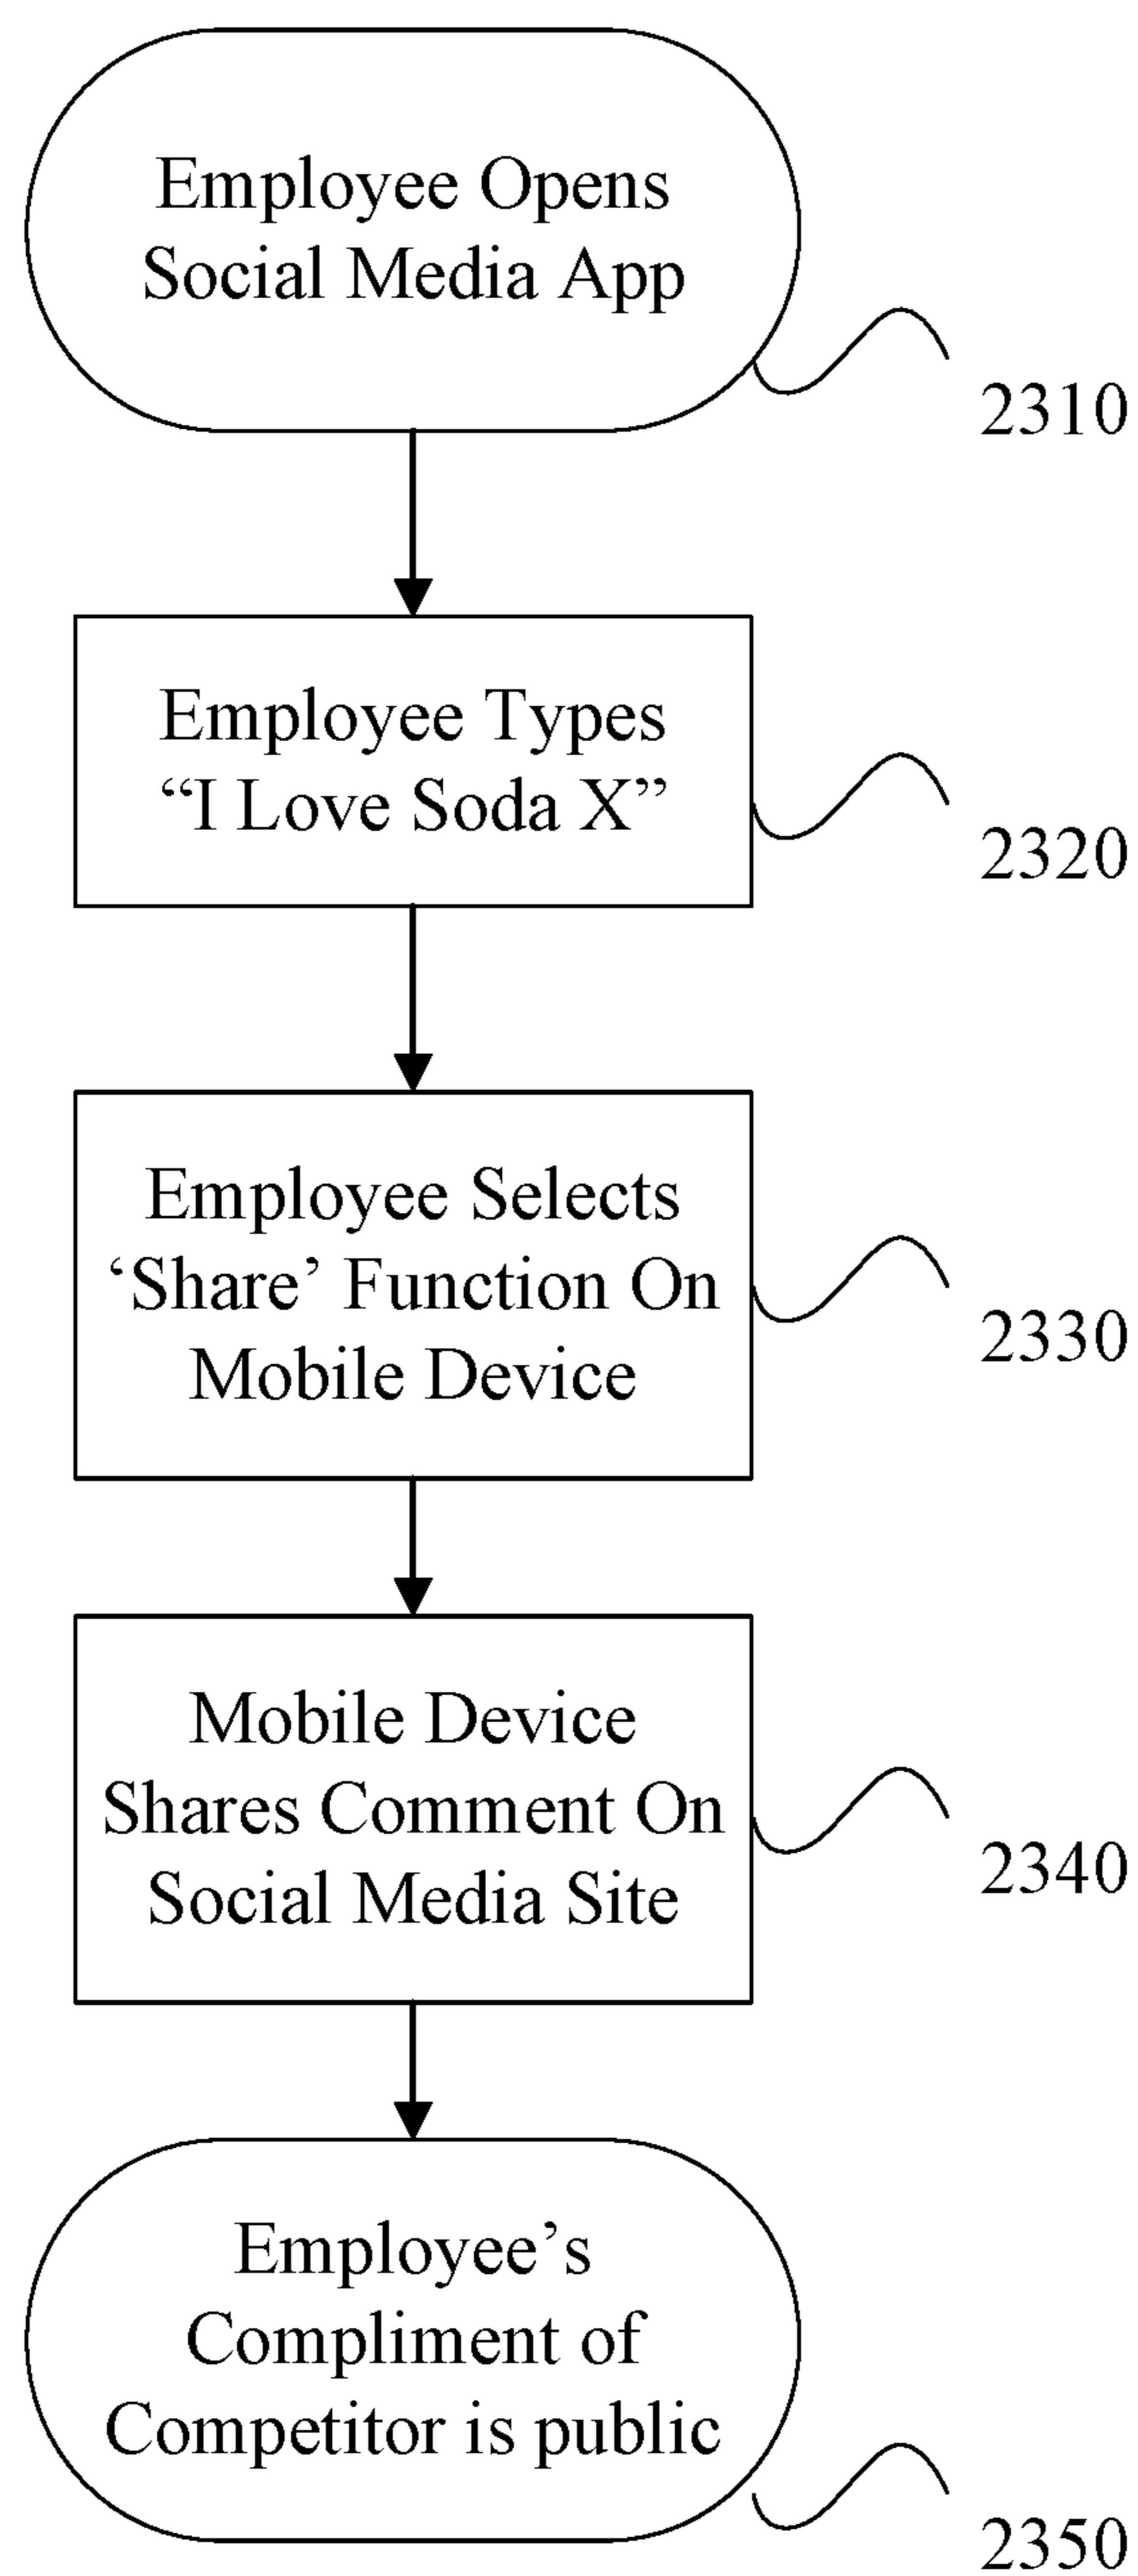 Employee Opens
Social Media App
2310
Employee Types
“I Love Soda X”
2320
Employee Selects
‘Share’ Function On
Mobile Device
2330
Mobile Device
Shares Comment On
Social Media Site
2340
Employee’s
Compliment of
Competitor is public
2350